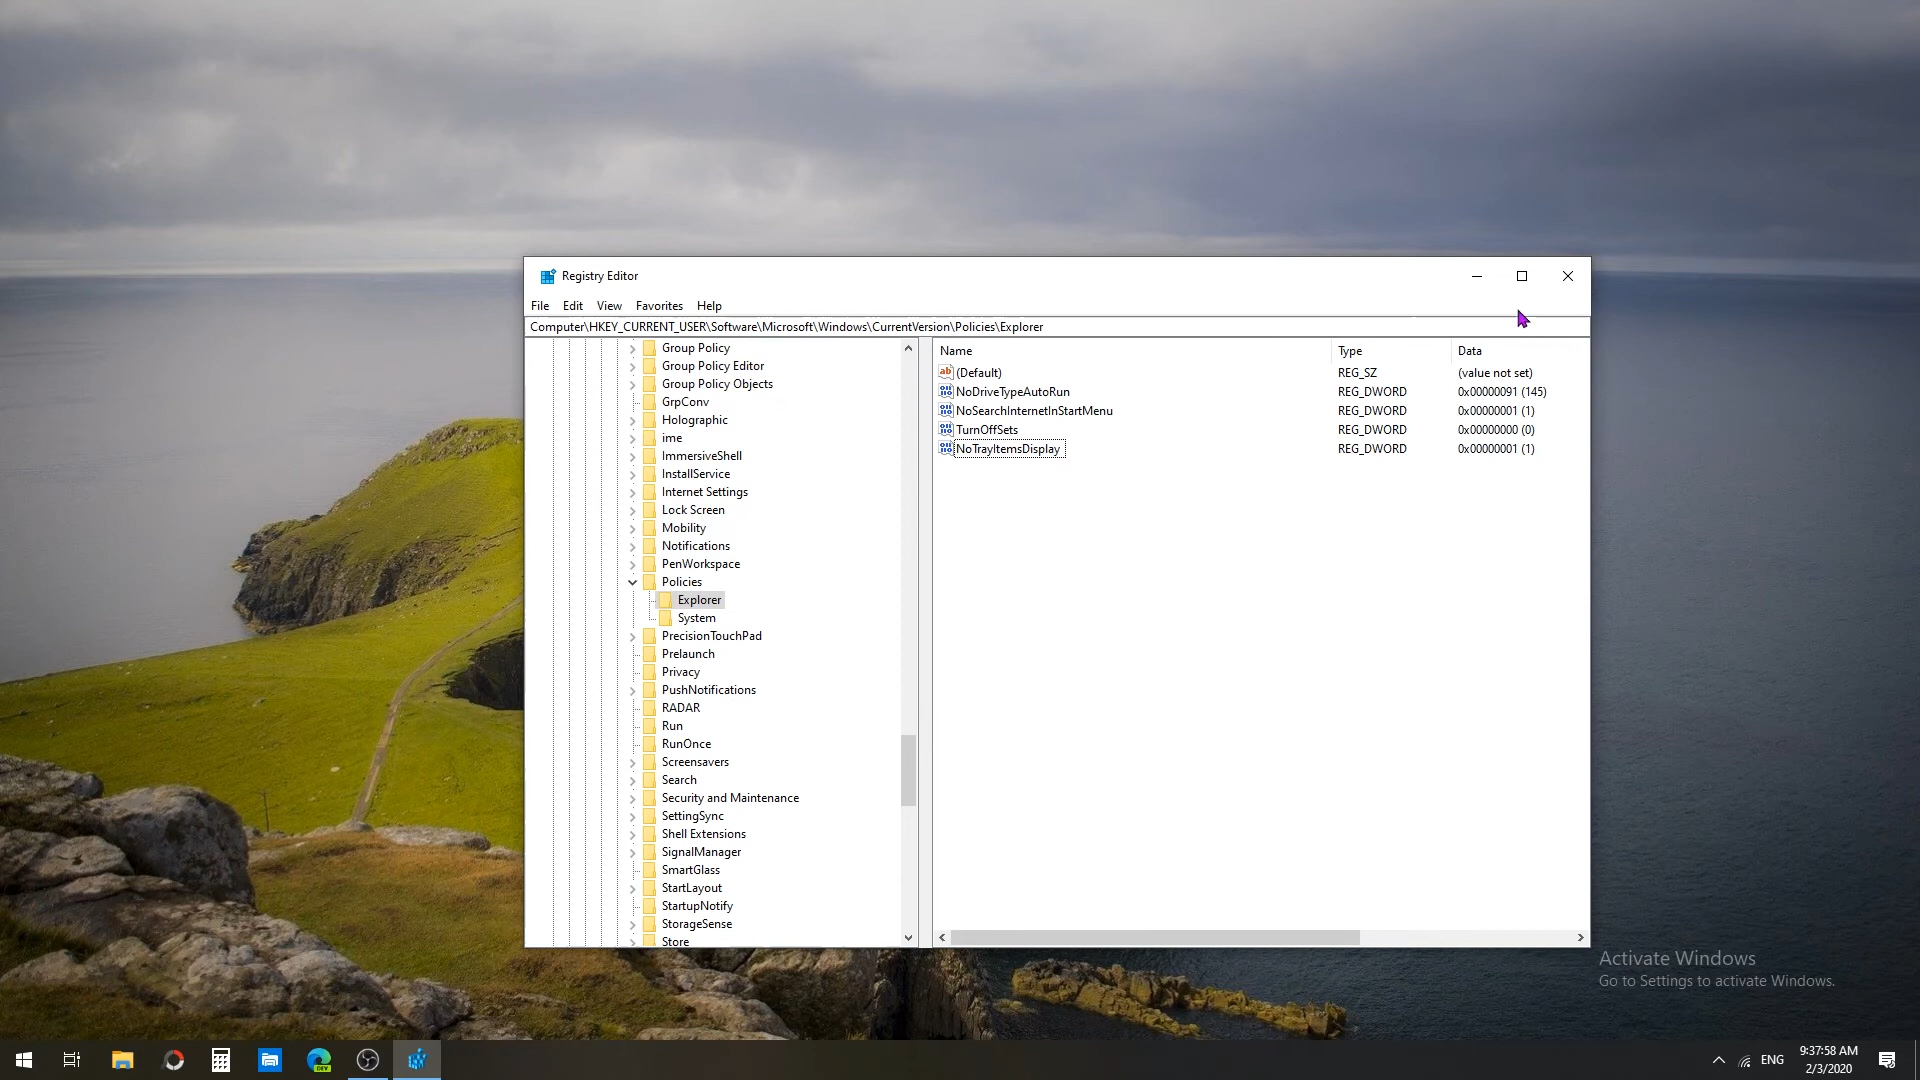 Registry Editor
File Edit View Favorites Help
Computer\HKEY_CURRENT_USER\Software\Microsoft\Windows\CurrentVersion\Policies\Explorer
Group Policy
Group Policy Editor
Group Policy Objects
GrpConv
Holographic
ime
ImmersiveShell
InstallService
Internet Settings
Lock Screen
Mobility
Notifications
PenWorkspace
Policies
Explorer
System
PrecisionTouchPad
Prelaunch
Privacy
PushNotifications
RADAR
Run
RunOnce
Screensavers
Search
Security and Maintenance
SettingSync
Shell Extensions
SignalManager
SmartGlass
StartLayout
StartupNotify
StorageSense
Store
Name Type Data
ab (Default) REG_SZ (value not set)
NoDriveTypeAutoRun REG_DWORD 0x00000091 (145)
NoSearchInternetInStartMenu REG_DWORD 0x00000001 (1)
TurnOffSets REG_DWORD 0x00000000 (0)
NoTrayItemsDisplay REG_DWORD 0x00000001 (1)
Activate Windows
Go to Settings to activate Windows.
DEV
ENG
9:37:58 AM
2/3/2020